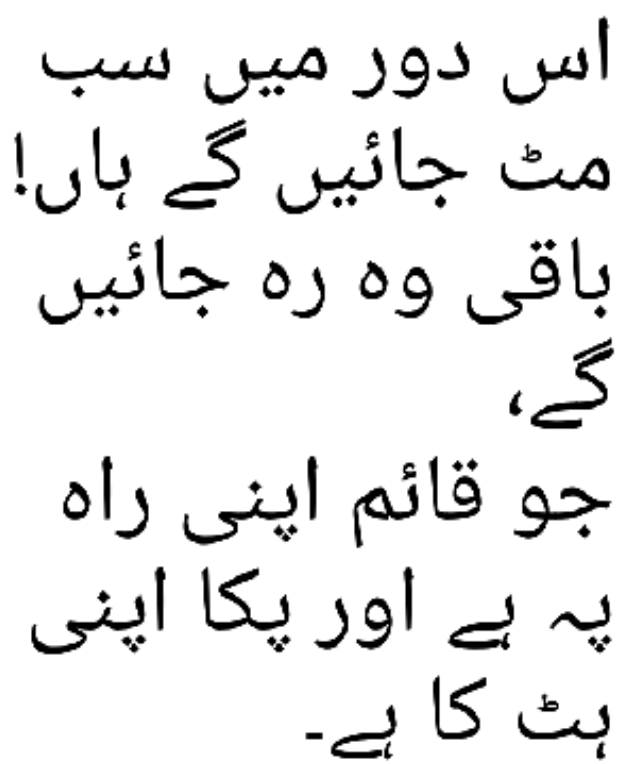 اس دور میں سب
مٹ جائیں گے ہاں!
باقی وہ رہ جائیں
گے،
جو قائم اپنی راہ
پہ ہے اور پکا اپنی
ہٹ کا ہے۔